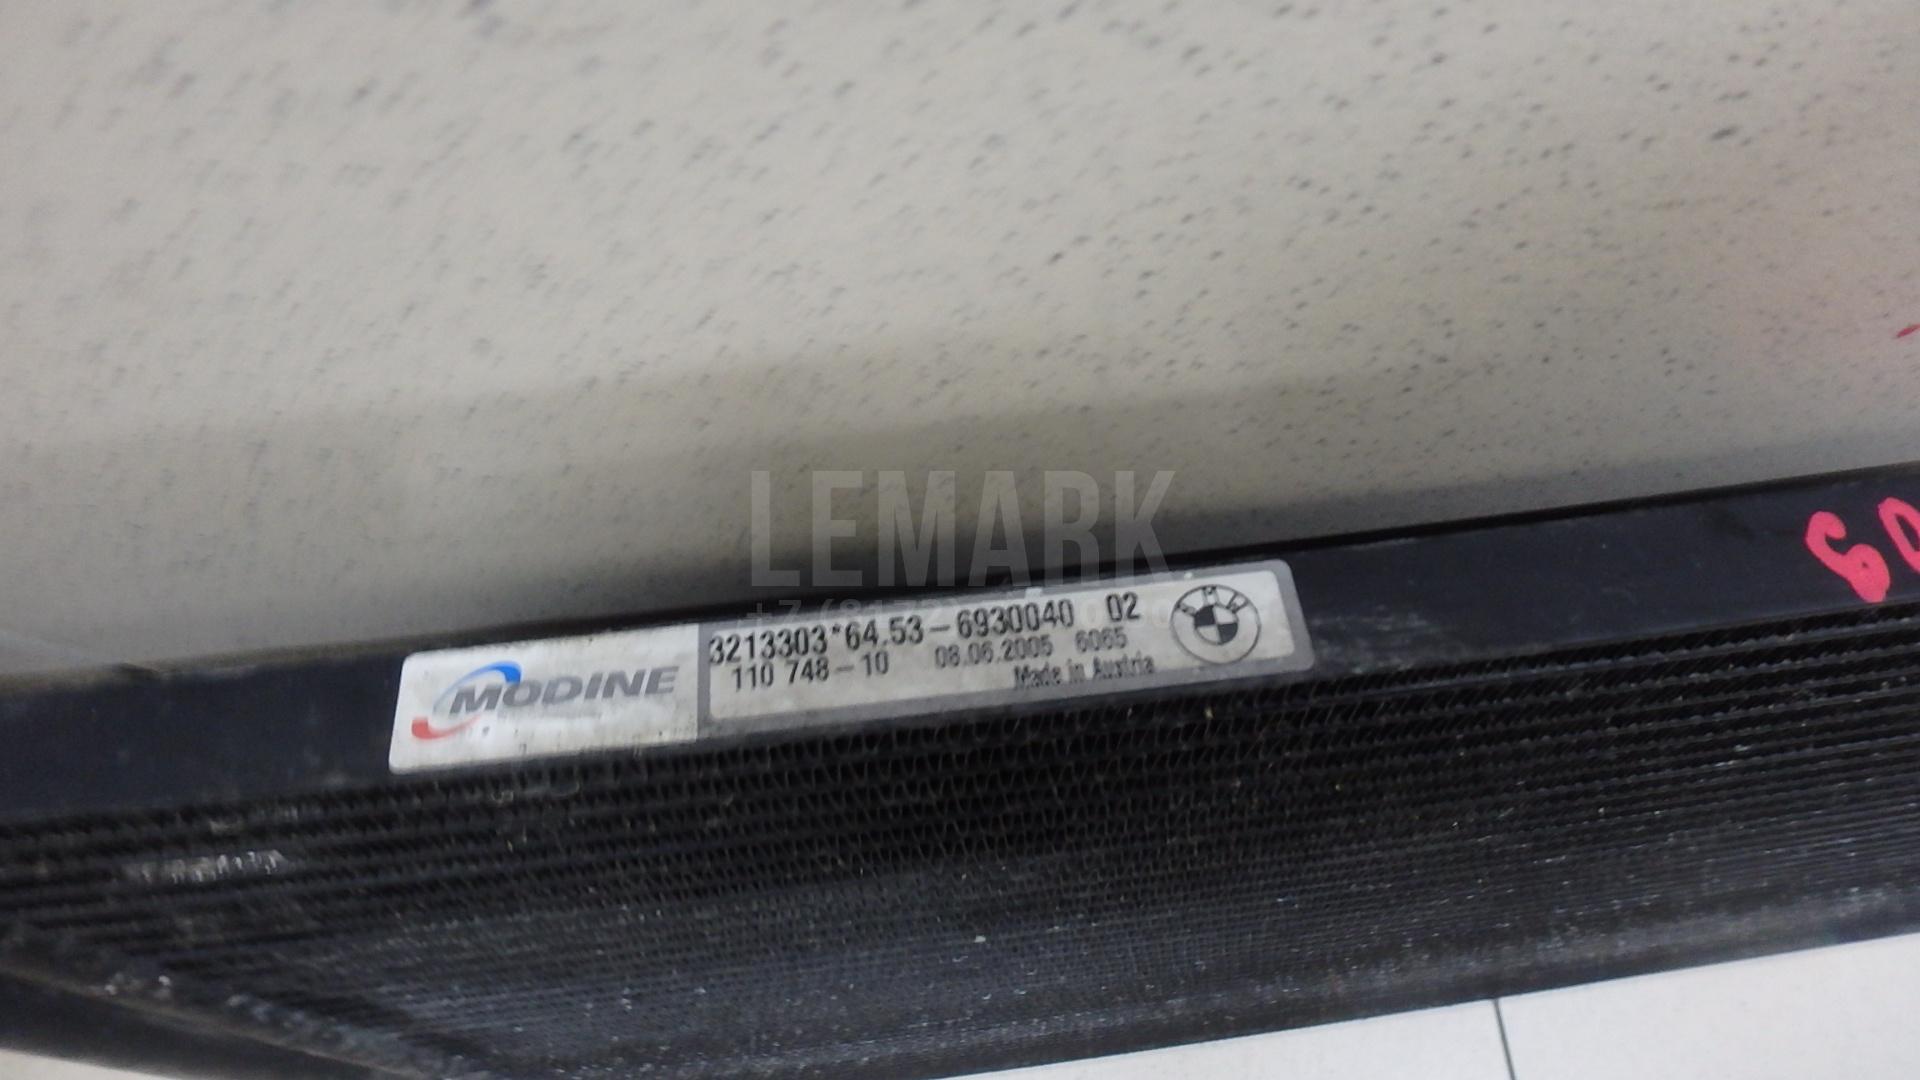 LEMARK
MODINE
3213303*64.53-6930040 02
110 748-10 08.06.2005 6065
Made in Austria
BMW